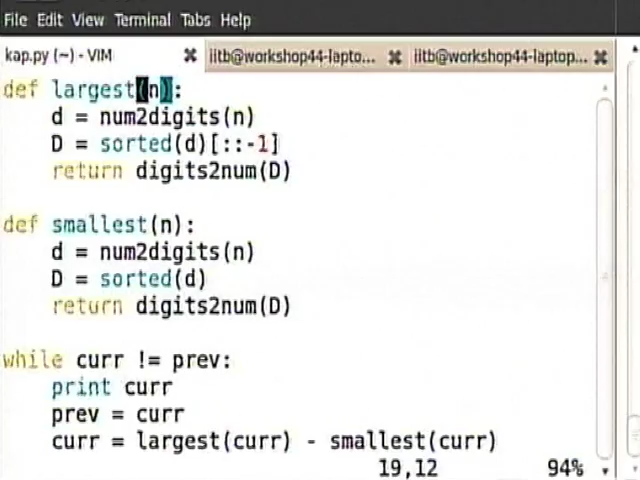 File Edit View Terminal Tabs Help
kap.py (~) - VIM
iitb@workshop44-lapto...
iitb@workshop44-laptop...
def largest(n):
    d = num2digits(n)
    D = sorted(d)[::-1]
    return digits2num(D)
def smallest(n):
    d = num2digits(n)
    D = sorted(d)
    return digits2num(D)
while curr != prev:
    print curr
    prev = curr
    curr = largest(curr) - smallest(curr)
19,12 94%